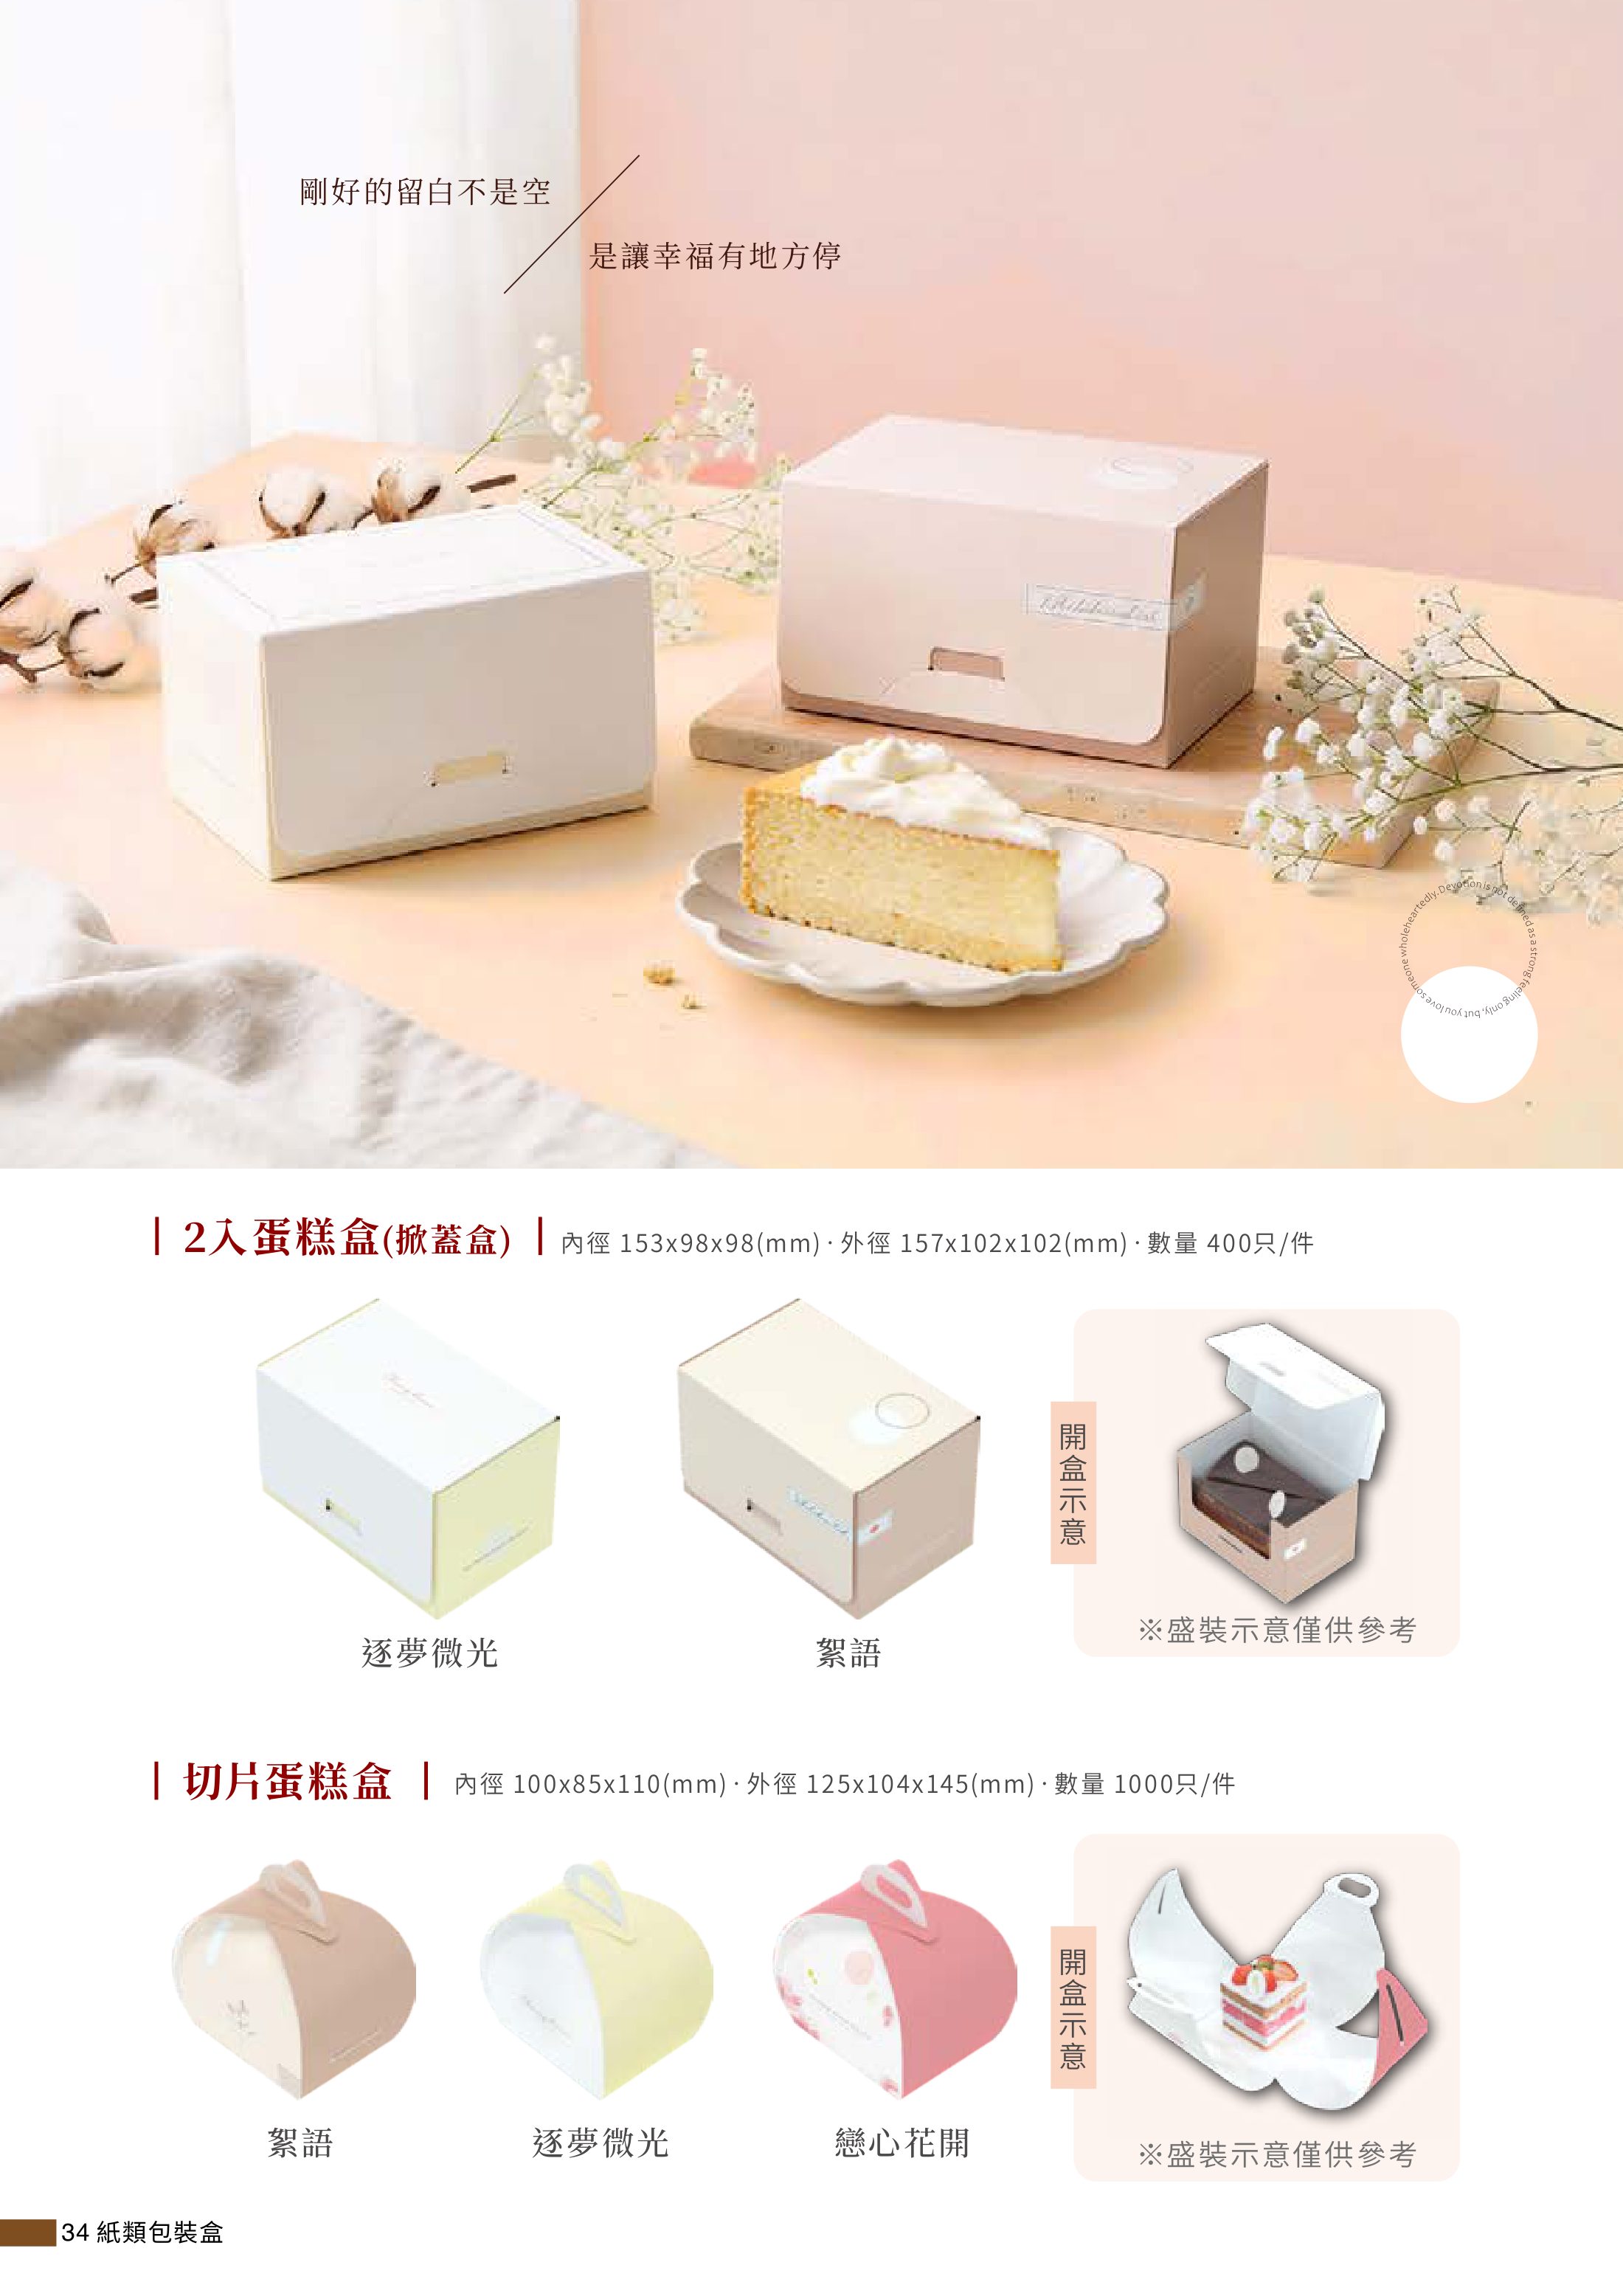 剛好的留白不是空
是讓幸福有地方停
Devotion is not defined as a strong feeling only, but you love someone wholeheartedly.
2入蛋糕盒(掀蓋盒)
內徑 153x98x98(mm) · 外徑 157x102x102(mm) · 數量 400只/件
開盒示意
※盛裝示意僅供參考
逐夢微光
絮語
切片蛋糕盒
內徑 100x85x110(mm) · 外徑 125x104x145(mm) · 數量 1000只/件
開盒示意
※盛裝示意僅供參考
絮語
逐夢微光
戀心花開
34 紙類包裝盒